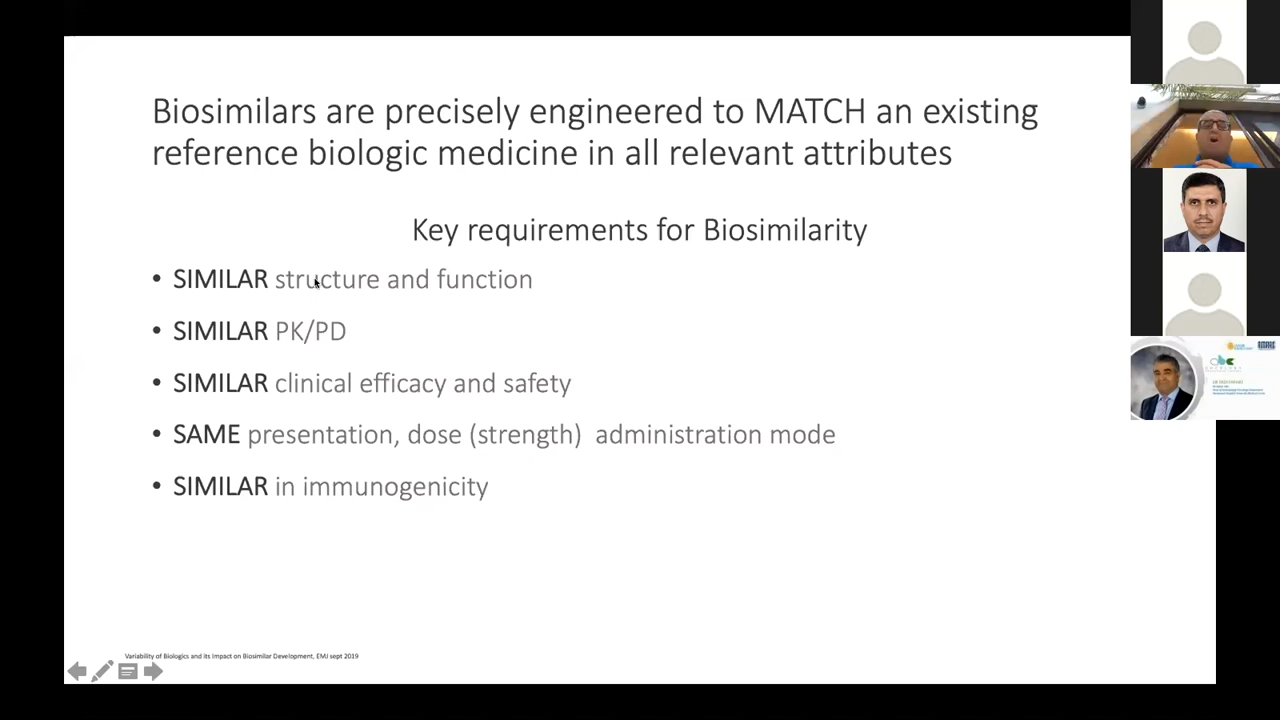 Biosimilars are precisely engineered to MATCH an existing
reference biologic medicine in all relevant attributes
Key requirements for Biosimilarity
• SIMILAR structure and function
• SIMILAR PK/PD
• SIMILAR clinical efficacy and safety
• SAME presentation, dose (strength)  administration mode
• SIMILAR in immunogenicity
Variability of Biologics and its Impact on Biosimilar Development, EMJ sept 2019